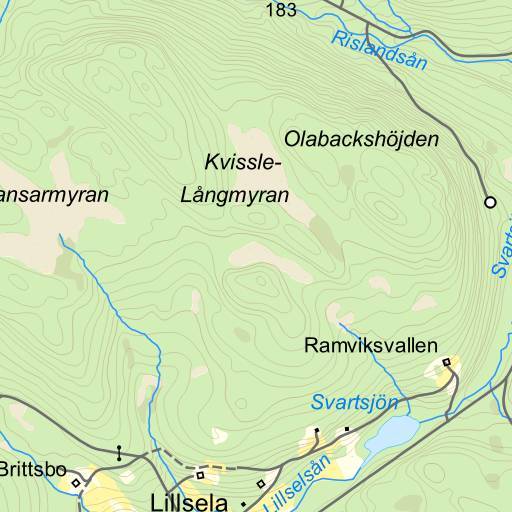 183
Rislandsån
Olabackshöjden
Kvissle-
Långmyran
ansarmyran
Ramviksvallen
Svartsjön
Brittsbo
Lillselsån
Lillsela